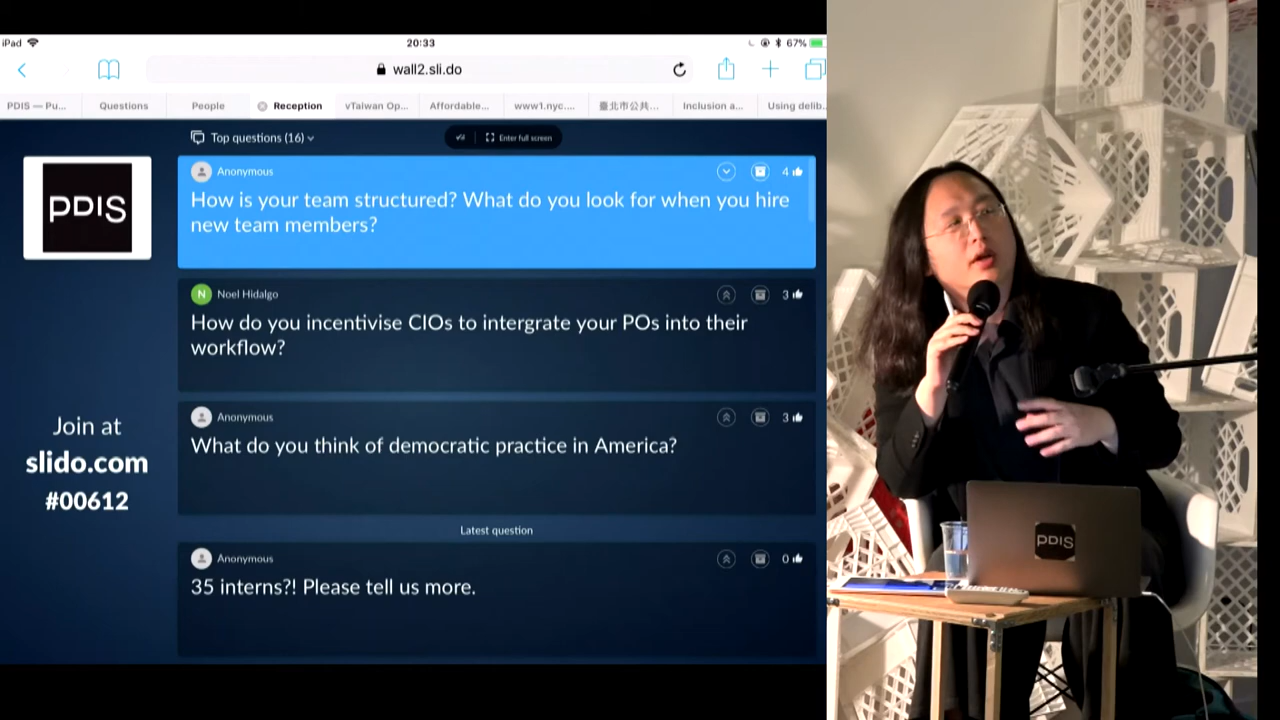 iPad
20:33
67%
wall2.sli.do
PDIS — Pu...
Questions
People
Reception
vTaiwan Op...
Affordable...
www1.nyc....
臺北市公共...
Inclusion a...
Using delib..
Top questions (16)
Enter full screen
PDIS
Anonymous
4
How is your team structured? What do you look for when you hire
new team members?
N
Noel Hidalgo
3
How do you incentivise CIOs to intergrate your POs into their
workflow?
Anonymous
3
What do you think of democratic practice in America?
Join at
slido.com
#00612
Latest question
Anonymous
0
35 interns?! Please tell us more.
PDIS